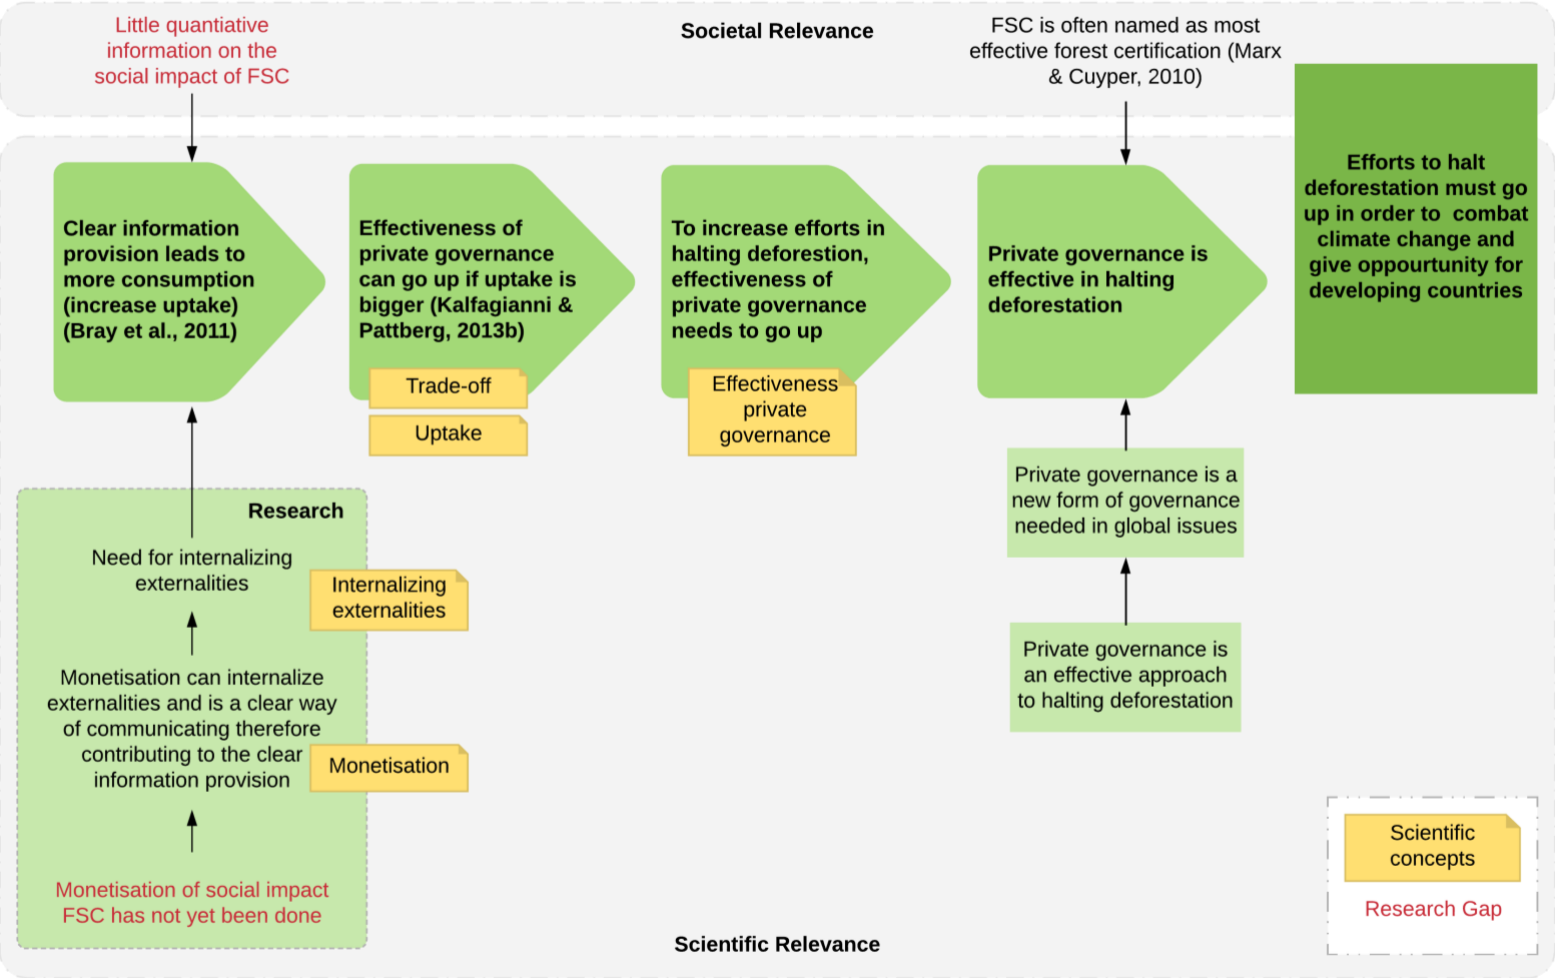 Little quantiative
information on the
social impact of FSC
Societal Relevance
FSC is often named as most
effective forest certification (Marx
& Cuyper, 2010)
Clear information
provision leads to
more consumption
(increase uptake)
(Bray et al., 2011)
Effectiveness of
private governance
can go up if uptake is
bigger (Kalfagianni &
Pattberg, 2013b)
Trade-off
Uptake
To increase efforts in
halting deforestion,
effectiveness of
private governance
needs to go up
Effectiveness
private
governance
Private governance is
effective in halting
deforestation
Efforts to halt
deforestation must go
up in order to  combat
climate change and
give oppourtunity for
developing countries
Research
Need for internalizing
externalities
Internalizing
externalities
Monetisation can internalize
externalities and is a clear way
of communicating therefore
contributing to the clear
information provision
Monetisation
Monetisation of social impact
FSC has not yet been done
Private governance is a
new form of governance
needed in global issues
Private governance is
an effective approach
to halting deforestation
Scientific
concepts
Research Gap
Scientific Relevance